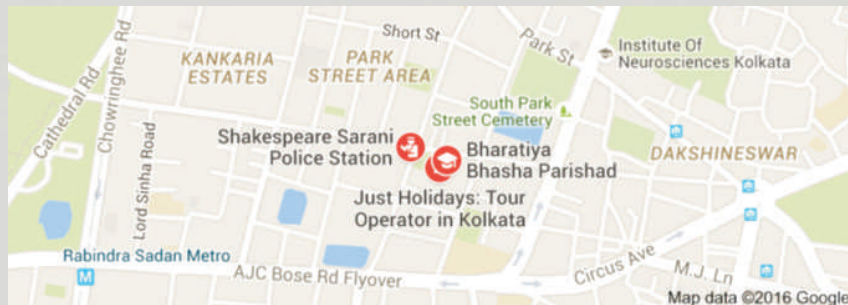 Short St
Park St
Institute Of
Neurosciences Kolkata
KANKARIA
ESTATES
PARK
STREET AREA
Cathedral Rd
Chowringhee Rd
South Park
Street Cemetery
Shakespeare Sarani
Police Station
Bharatiya
Bhasha Parishad
DAKSHINESWAR
Lord Sinha Road
Just Holidays: Tour
Operator in Kolkata
Rabindra Sadan Metro
M
AJC Bose Rd Flyover
Circus Ave
M.J. Ln
Map data ©2016 Google